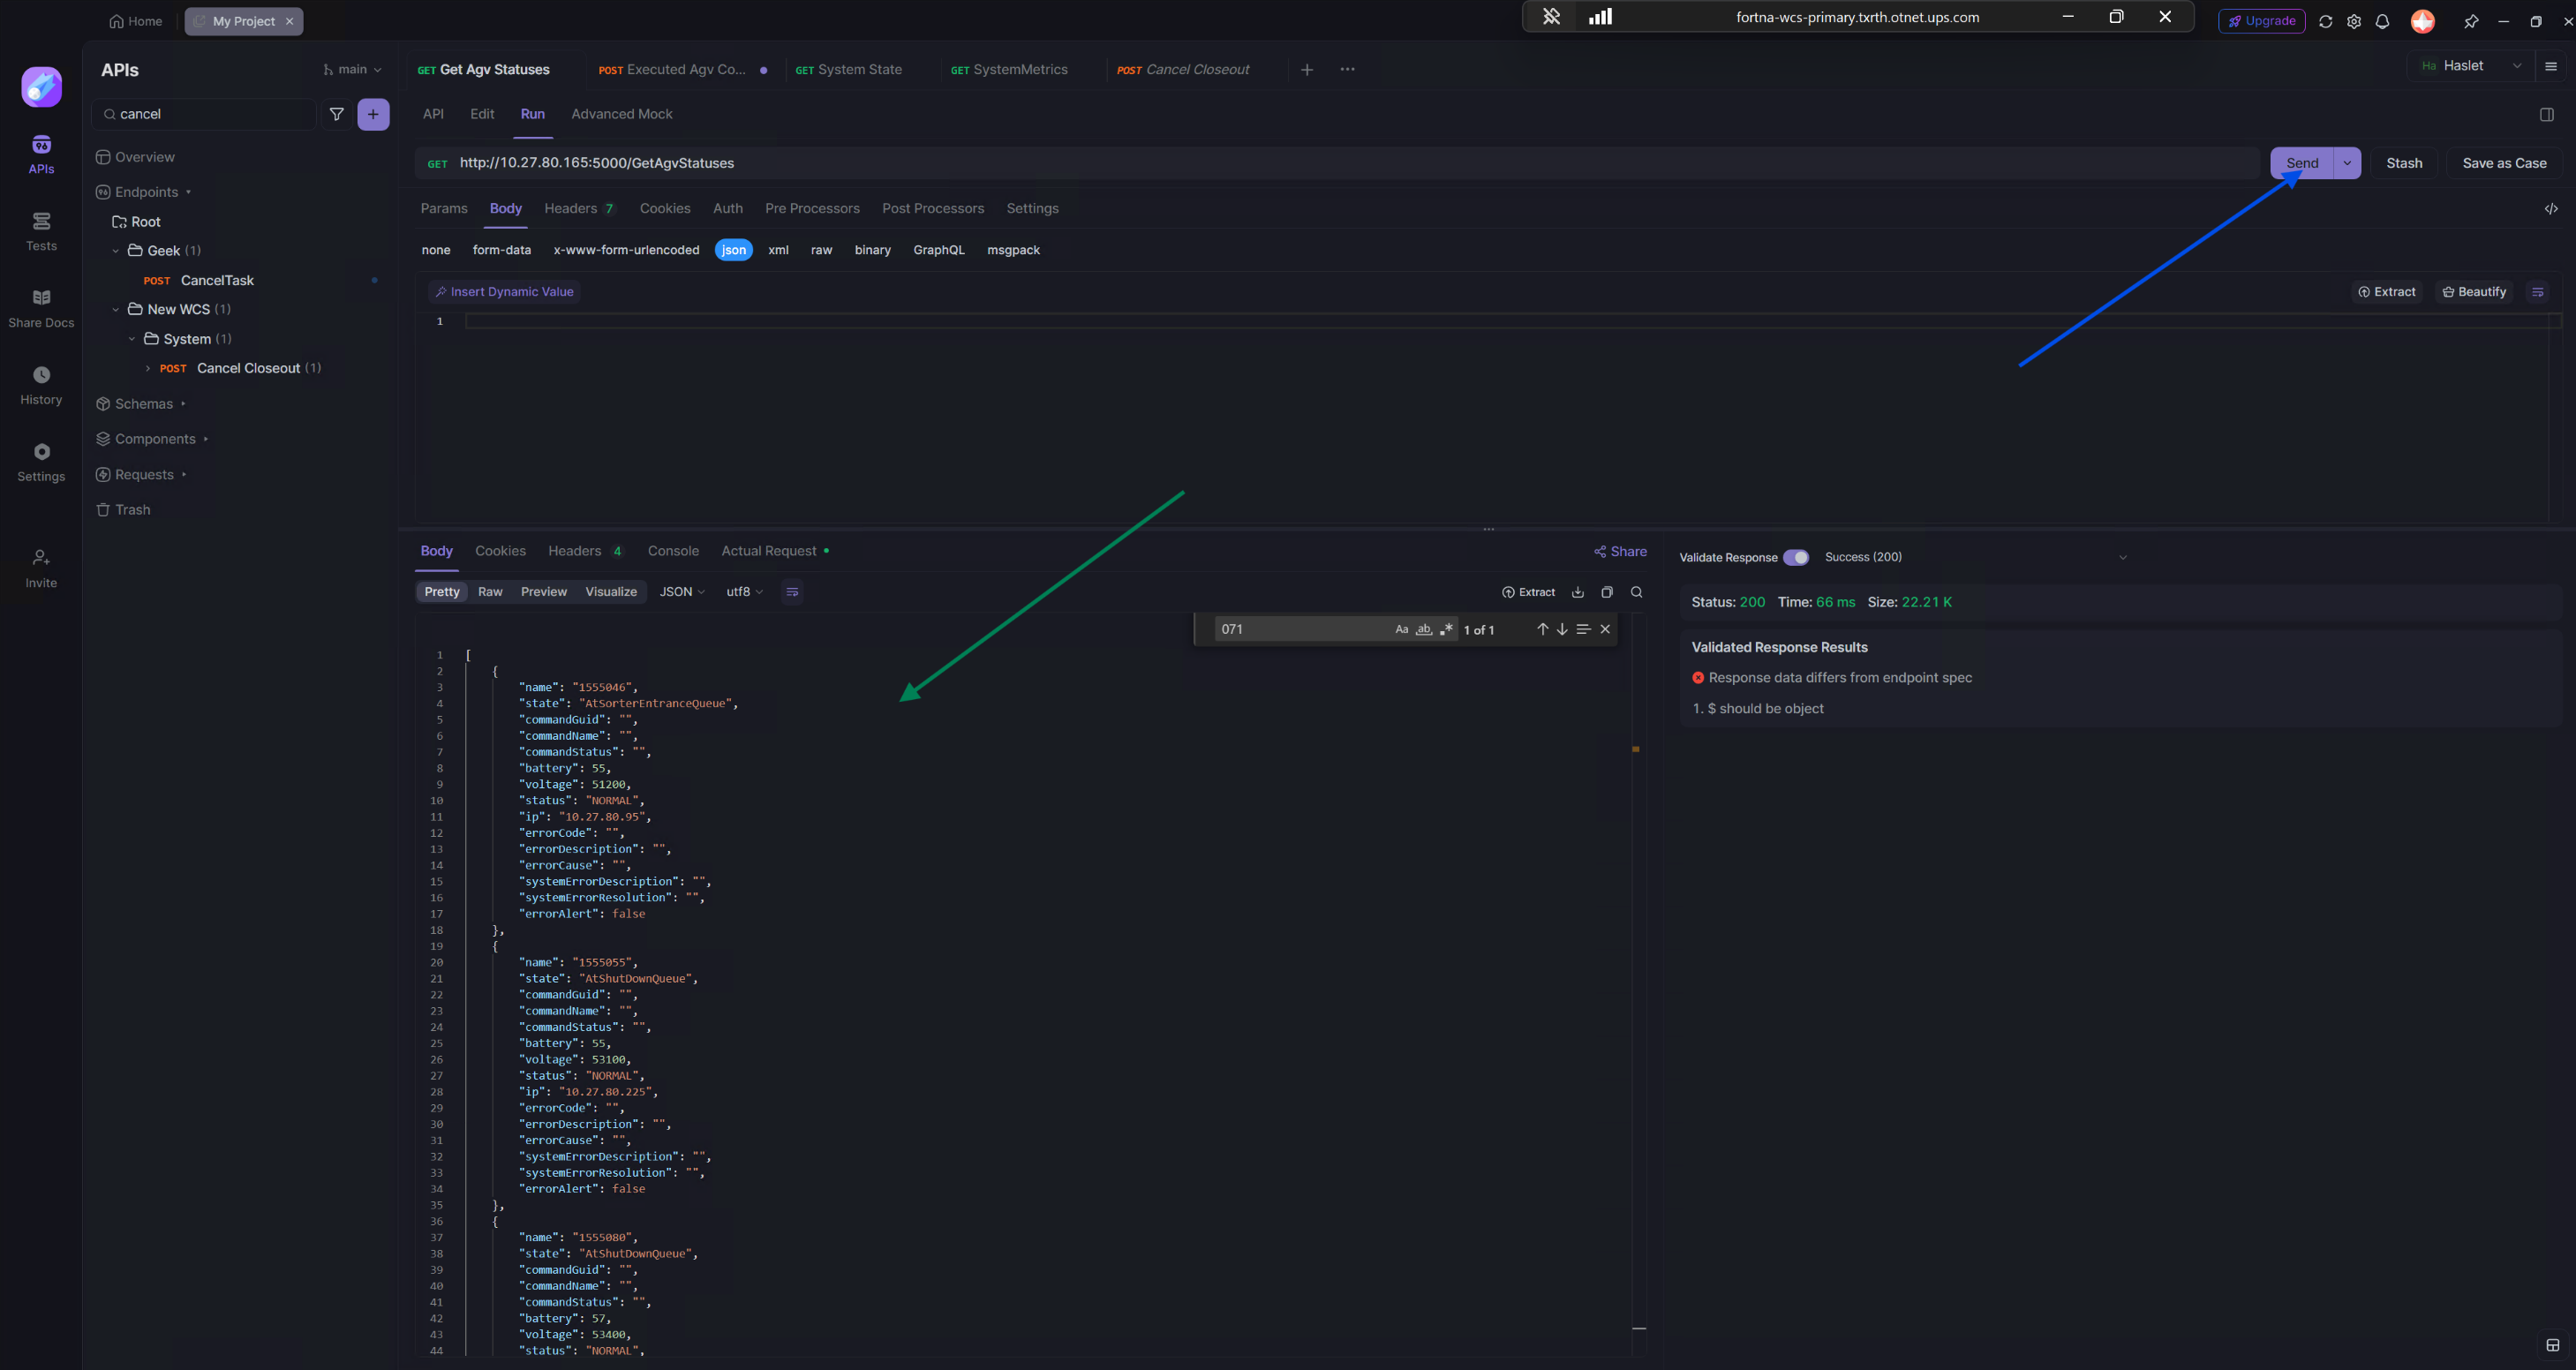 Home
My Project
fortna-wcs-primary.txrth.otnet.ups.com
Upgrade
APIs
main
GET Get Agv Statuses
POST Executed Agv Co...
GET System State
GET SystemMetrics
POST Cancel Closeout
Ha Haslet
cancel
API Edit Run Advanced Mock
APIs
Tests
Share Docs
History
Settings
Invite
Overview
Endpoints
Root
Geek (1)
POST CancelTask
New WCS (1)
System (1)
POST Cancel Closeout (1)
Schemas
Components
Requests
Trash
GET http://10.27.80.165:5000/GetAgvStatuses
Send
Stash
Save as Case
Params Body Headers 7 Cookies Auth Pre Processors Post Processors Settings
none form-data x-www-form-urlencoded json xml raw binary GraphQL msgpack
Insert Dynamic Value
Extract
Beautify
1
Body Cookies Headers 4 Console Actual Request
Share
Pretty Raw Preview Visualize JSON utf8
Extract
071
Aa ab .* 1 of 1
1 [
2 {
3 "name": "1555046",
4 "state": "AtSorterEntranceQueue",
5 "commandGuid": "",
6 "commandName": "",
7 "commandStatus": "",
8 "battery": 55,
9 "voltage": 51200,
10 "status": "NORMAL",
11 "ip": "10.27.80.95",
12 "errorCode": "",
13 "errorDescription": "",
14 "errorCause": "",
15 "systemErrorDescription": "",
16 "systemErrorResolution": "",
17 "errorAlert": false
18 },
19 {
20 "name": "1555055",
21 "state": "AtShutDownQueue",
22 "commandGuid": "",
23 "commandName": "",
24 "commandStatus": "",
25 "battery": 55,
26 "voltage": 53100,
27 "status": "NORMAL",
28 "ip": "10.27.80.225",
29 "errorCode": "",
30 "errorDescription": "",
31 "errorCause": "",
32 "systemErrorDescription": "",
33 "systemErrorResolution": "",
34 "errorAlert": false
35 },
36 {
37 "name": "1555080",
38 "state": "AtShutDownQueue",
39 "commandGuid": "",
40 "commandName": "",
41 "commandStatus": "",
42 "battery": 57,
43 "voltage": 53400,
44 "status": "NORMAL",
Validate Response Success (200)
Status: 200 Time: 66 ms Size: 22.21 K
Validated Response Results
Response data differs from endpoint spec
1. $ should be object